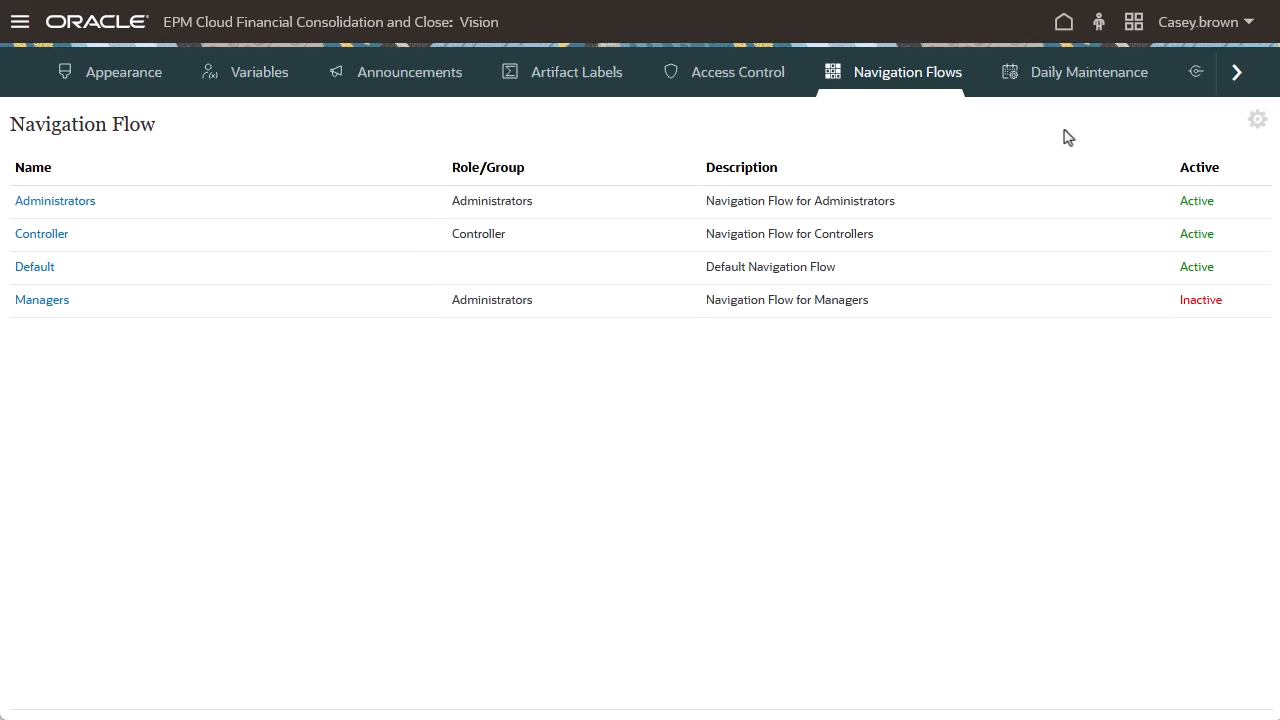 ORACLE EPM Cloud Financial Consolidation and Close: Vision Casey.brown
Appearance Variables Announcements Artifact Labels Access Control Navigation Flows Daily Maintenance
Navigation Flow
Name Role/Group Description Active
Administrators Administrators Navigation Flow for Administrators Active
Controller Controller Navigation Flow for Controllers Active
Default Default Navigation Flow Active
Managers Administrators Navigation Flow for Managers Inactive